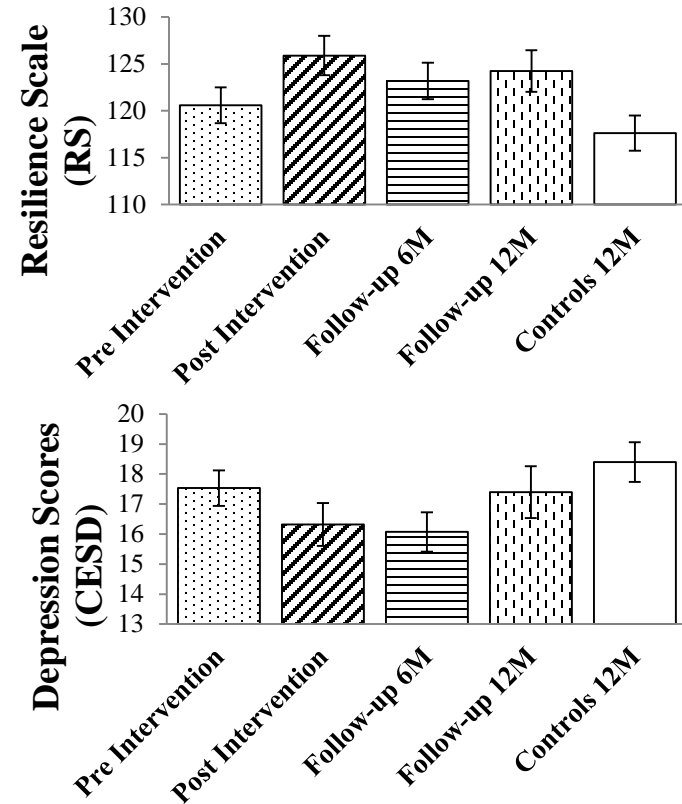 Resilience Scale
(RS)
130
125
120
115
110
Pre Intervention
Post Intervention
Follow-up 6M
Follow-up 12M
Controls 12M
Depression Scores
(CESD)
20
19
18
17
16
15
14
13
Pre Intervention
Post Intervention
Follow-up 6M
Follow-up 12M
Controls 12M